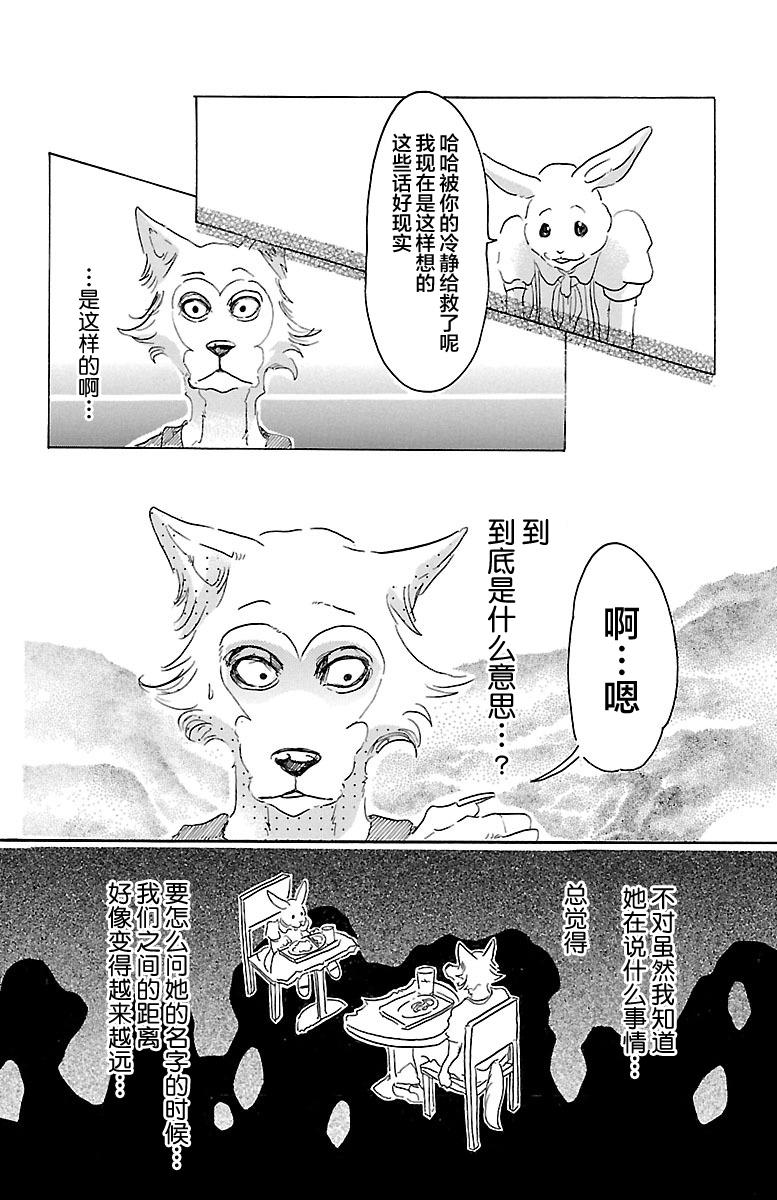 哈哈被你的冷静给救了呢
我现在是这样想的
这些话好现实
…是这样的啊…
啊…嗯
到
到底是什么意思…？
不对虽然我知道
她在说什么事情…
总觉得
要怎么问她的名字的时候…
我们之间的距离
好像变得越来越远…